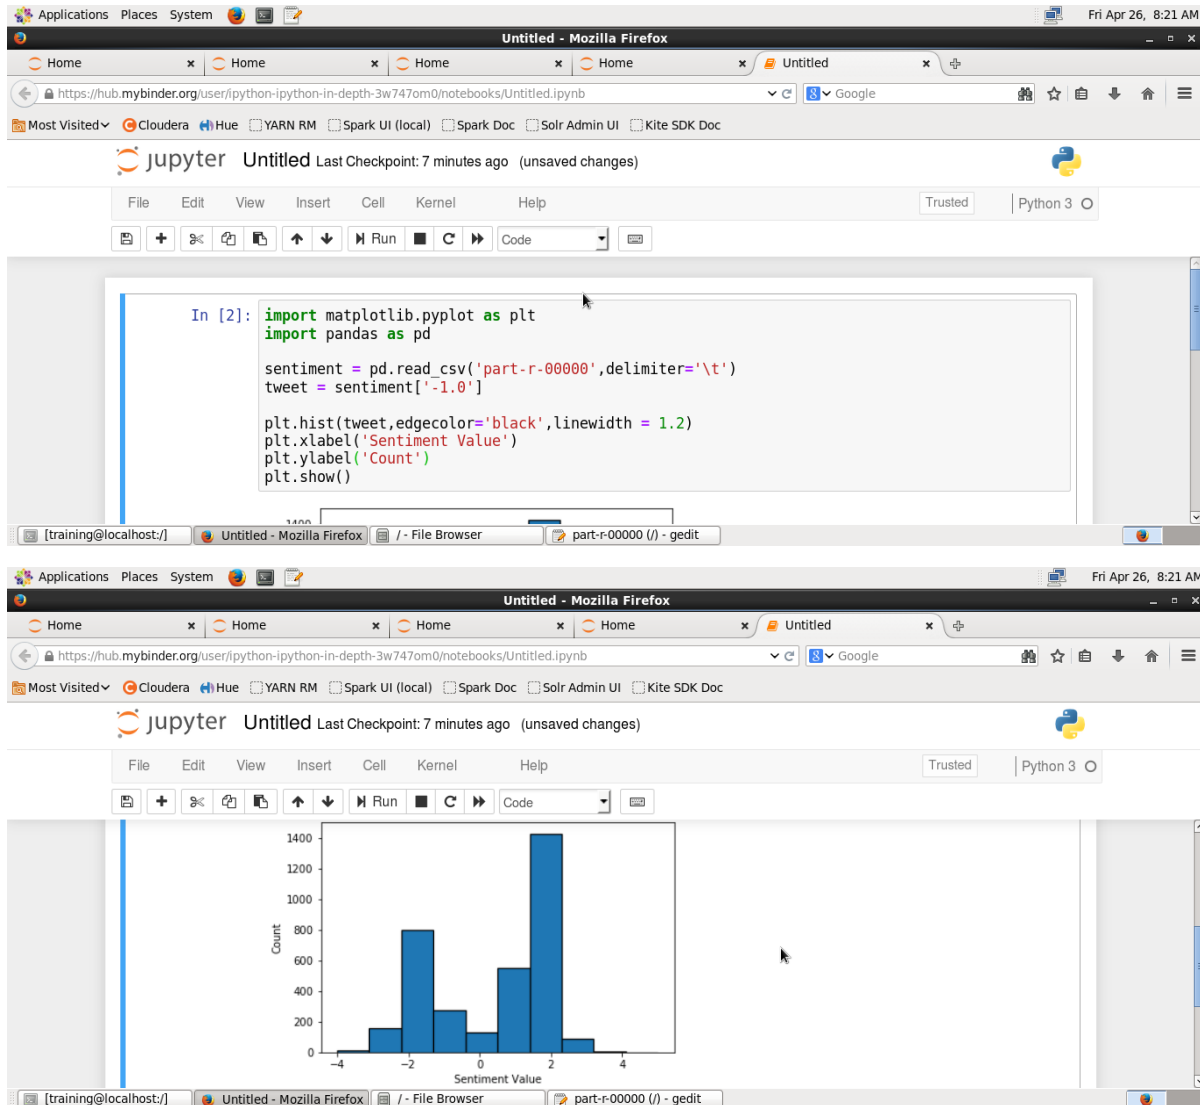 Applications Places System Fri Apr 26, 8:21 AM
Untitled - Mozilla Firefox
Home Home Home Home Untitled
https://hub.mybinder.org/user/ipython-ipython-in-depth-3w747om0/notebooks/Untitled.ipynb Google
Most Visited Cloudera Hue YARN RM Spark UI (local) Spark Doc Solr Admin UI Kite SDK Doc
jupyter Untitled Last Checkpoint: 7 minutes ago (unsaved changes)
File Edit View Insert Cell Kernel Help Trusted Python 3
Run Code
In [2]: import matplotlib.pyplot as plt
import pandas as pd
sentiment = pd.read_csv('part-r-00000',delimiter='\t')
tweet = sentiment['-1.0']
plt.hist(tweet,edgecolor='black',linewidth = 1.2)
plt.xlabel('Sentiment Value')
plt.ylabel('Count')
plt.show()
1400
[training@localhost:/] Untitled - Mozilla Firefox / - File Browser part-r-00000 (/) - gedit
Applications Places System Fri Apr 26, 8:21 AM
Untitled - Mozilla Firefox
Home Home Home Home Untitled
https://hub.mybinder.org/user/ipython-ipython-in-depth-3w747om0/notebooks/Untitled.ipynb Google
Most Visited Cloudera Hue YARN RM Spark UI (local) Spark Doc Solr Admin UI Kite SDK Doc
jupyter Untitled Last Checkpoint: 7 minutes ago (unsaved changes)
File Edit View Insert Cell Kernel Help Trusted Python 3
Run Code
1400
1200
1000
800
600
400
200
0
Count
−4 −2 0 2 4
Sentiment Value
[training@localhost:/] Untitled - Mozilla Firefox / - File Browser part-r-00000 (/) - gedit